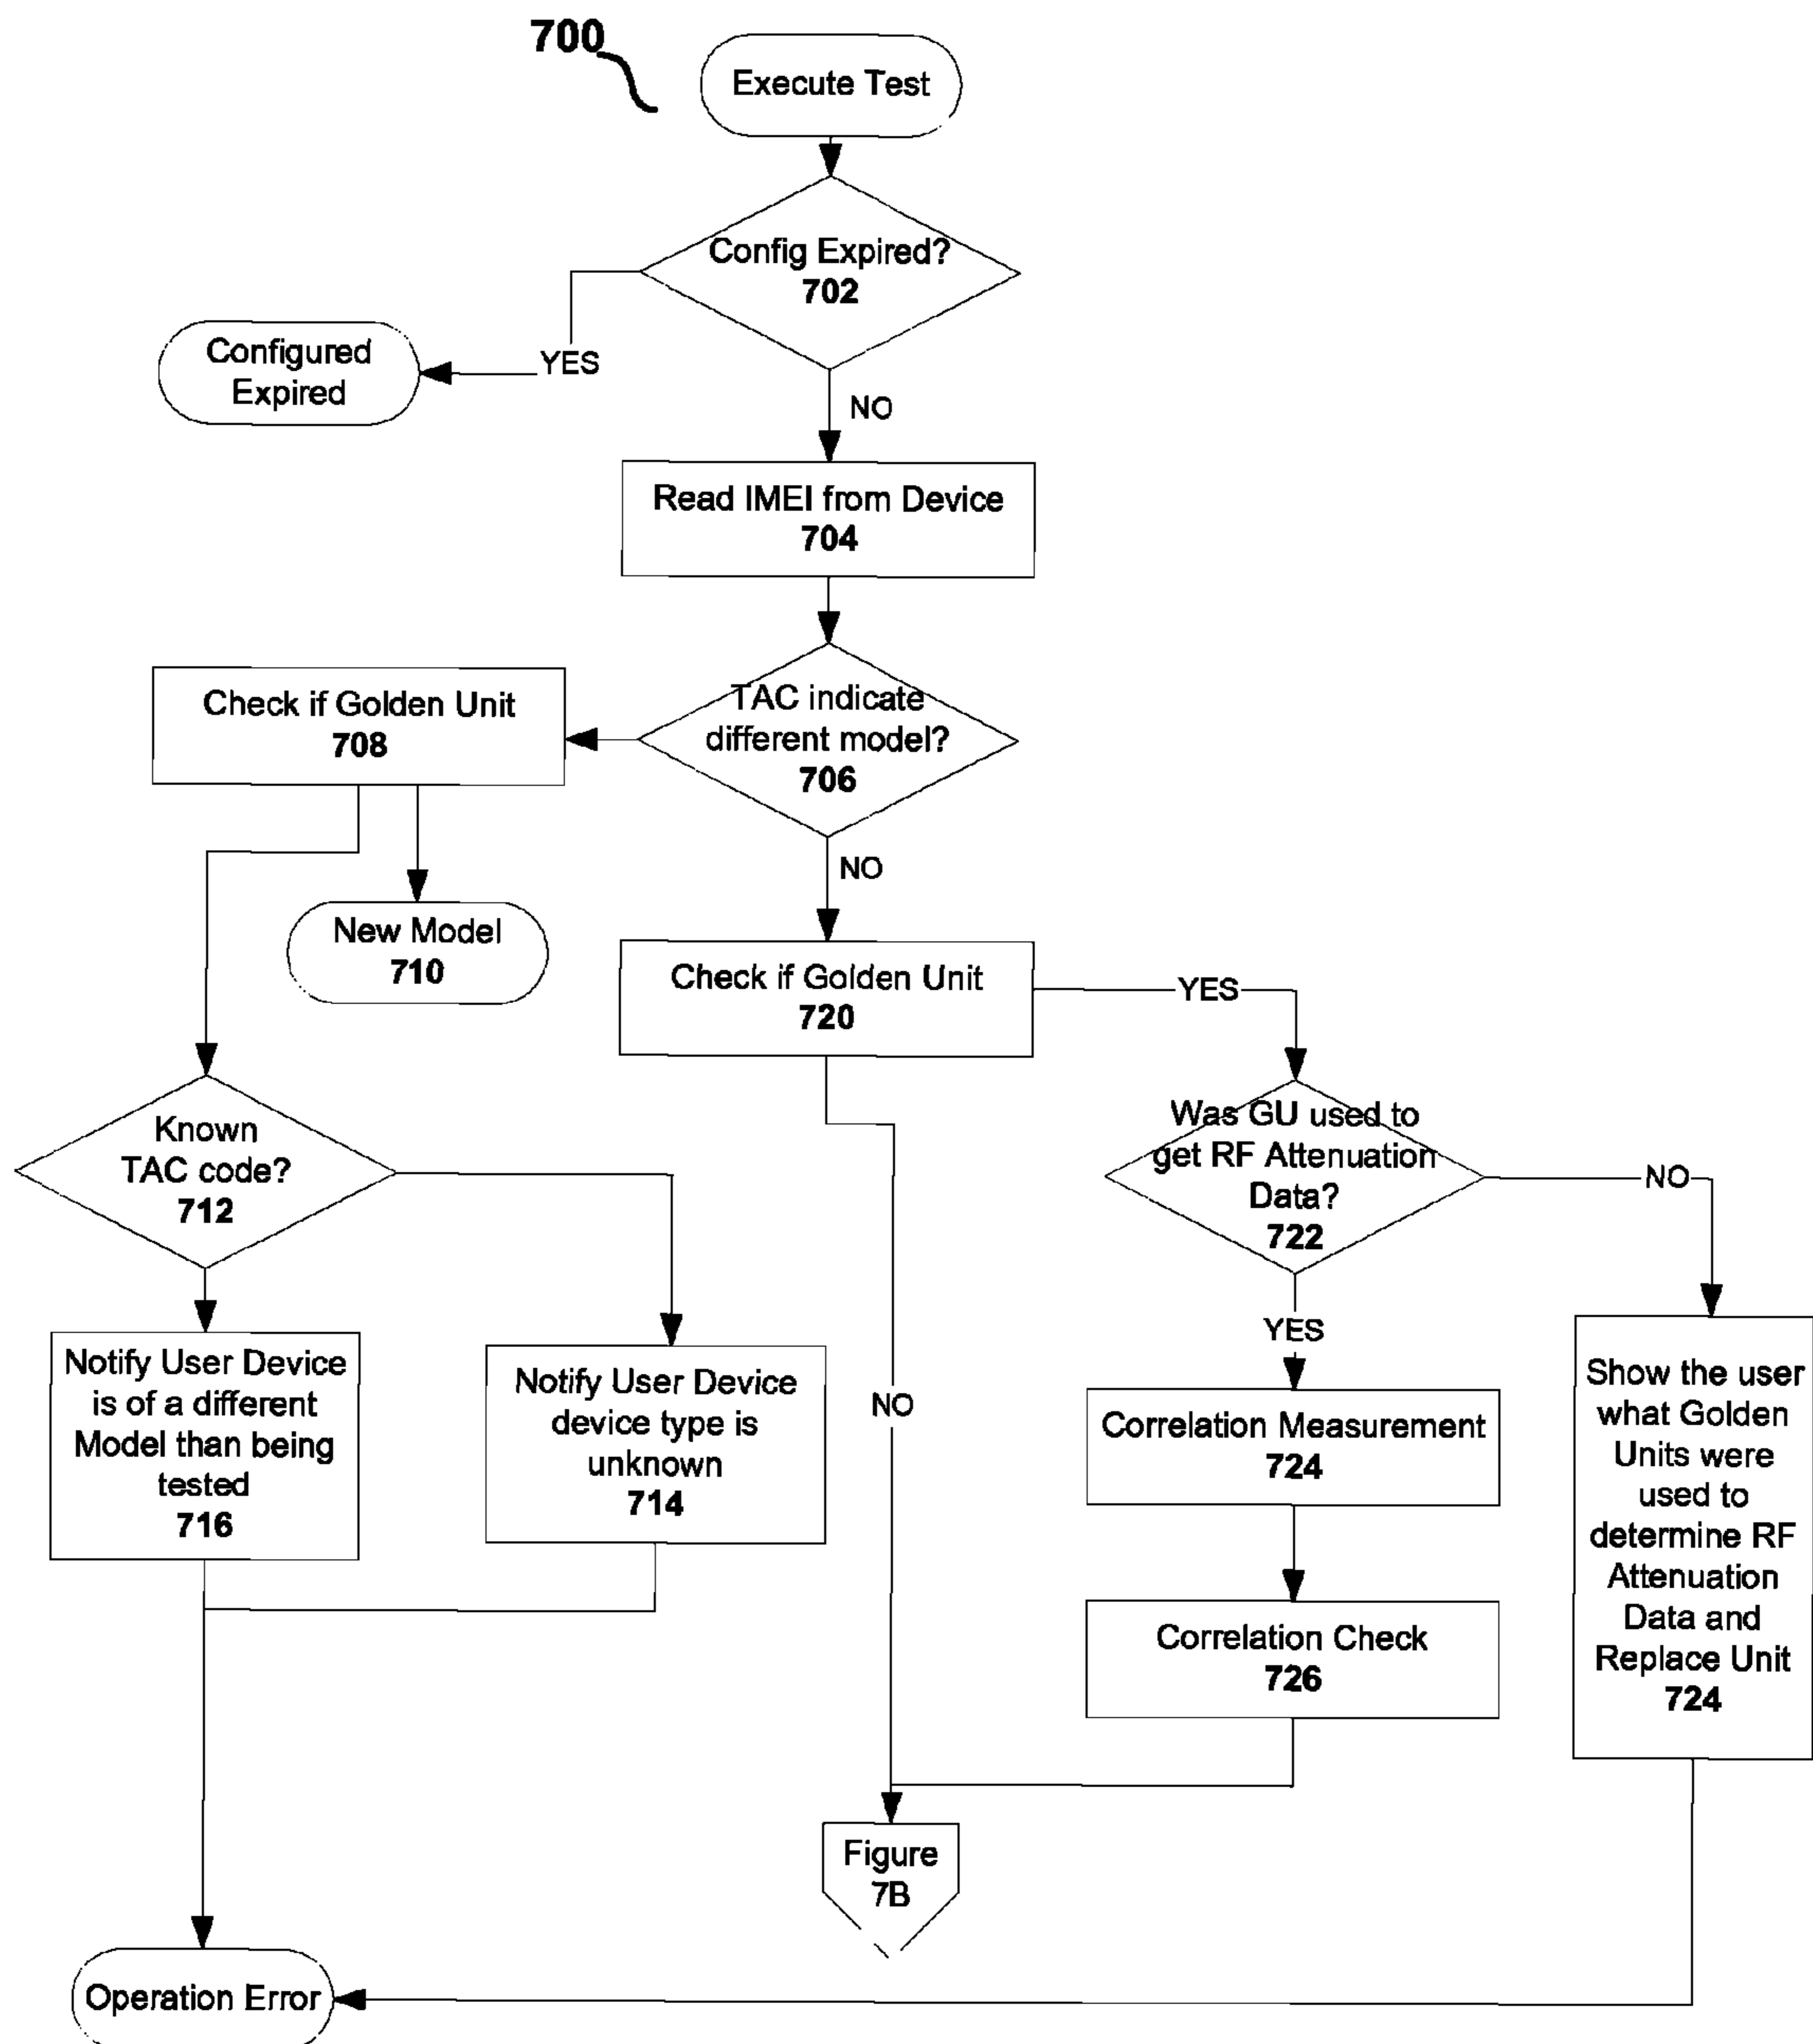 700
Execute Test
Config Expired?
702
YES
Configured
Expired
NO
Read IMEI from Device
704
TAC indicate
different model?
706
Check if Golden Unit
708
NO
New Model
710
Check if Golden Unit
720
YES
Known
TAC code?
712
Was GU used to
get RF Attenuation
Data?
722
NO
YES
Notify User Device
is of a different
Model than being
tested
716
Notify User Device
device type is
unknown
714
NO
Correlation Measurement
724
Show the user
what Golden
Units were
used to
determine RF
Attenuation
Data and
Replace Unit
724
Correlation Check
726
Figure
7B
Operation Error